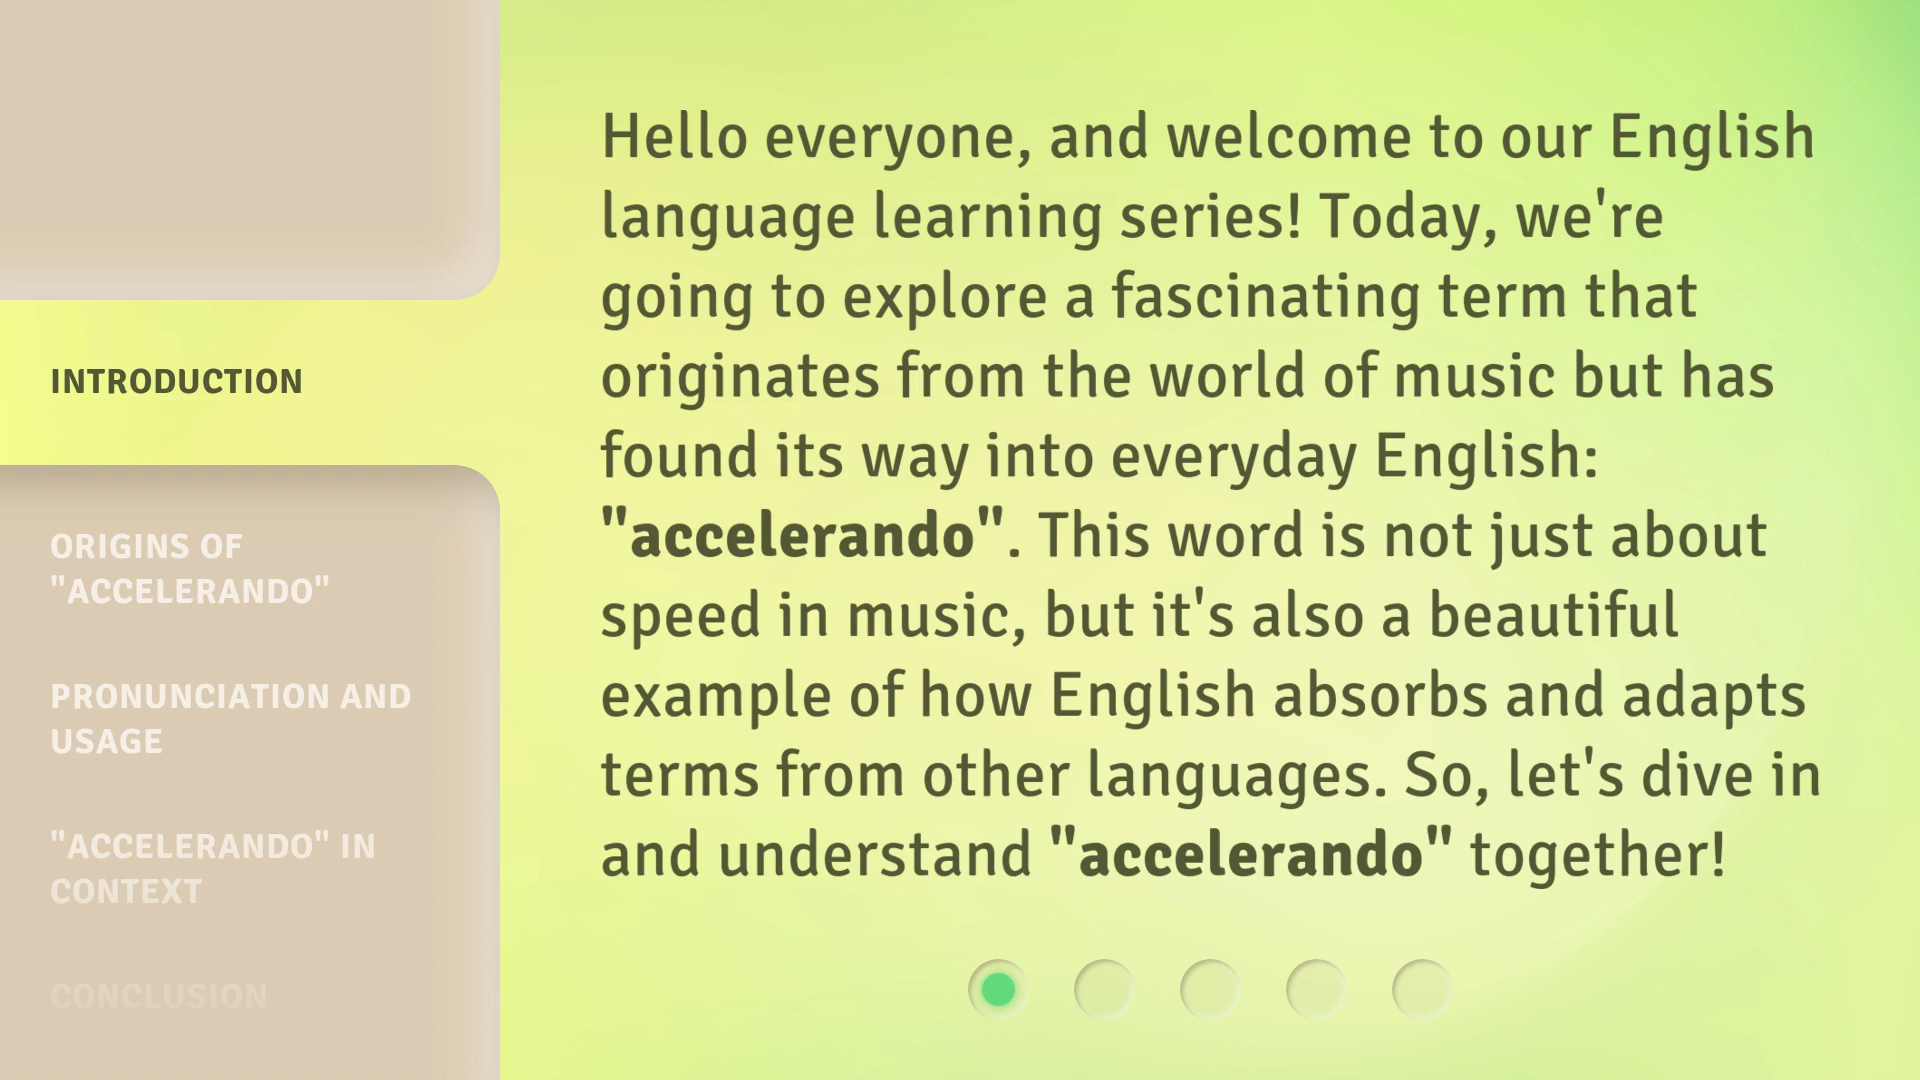 INTRODUCTION
ORIGINS OF
"ACCELERANDO"
PRONUNCIATION AND
USAGE
"ACCELERANDO" IN
CONTEXT
CONCLUSION
Hello everyone, and welcome to our English
language learning series! Today, we're
going to explore a fascinating term that
originates from the world of music but has
found its way into everyday English:
"accelerando". This word is not just about
speed in music, but it's also a beautiful
example of how English absorbs and adapts
terms from other languages. So, let's dive in
and understand "accelerando" together!